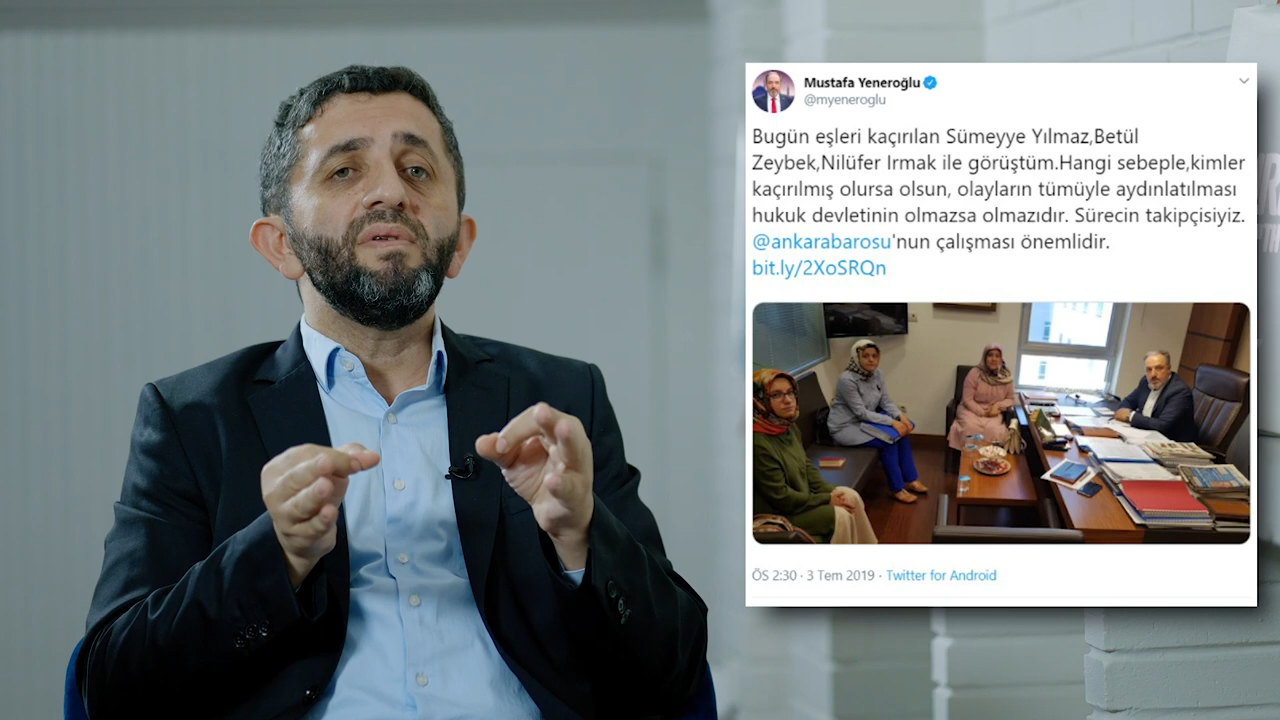 Mustafa Yeneroğlu
@myeneroglu
Bugün eşleri kaçırılan Sümeyye Yılmaz,Betül
Zeybek,Nilüfer Irmak ile görüştüm.Hangi sebeple,kimler
kaçırılmış olursa olsun, olayların tümüyle aydınlatılması
hukuk devletinin olmazsa olmazıdır. Sürecin takipçisiyiz.
@ankarabarosu'nun çalışması önemlidir.
bit.ly/2XoSRQn
ÖS 2:30 · 3 Tem 2019 · Twitter for Android